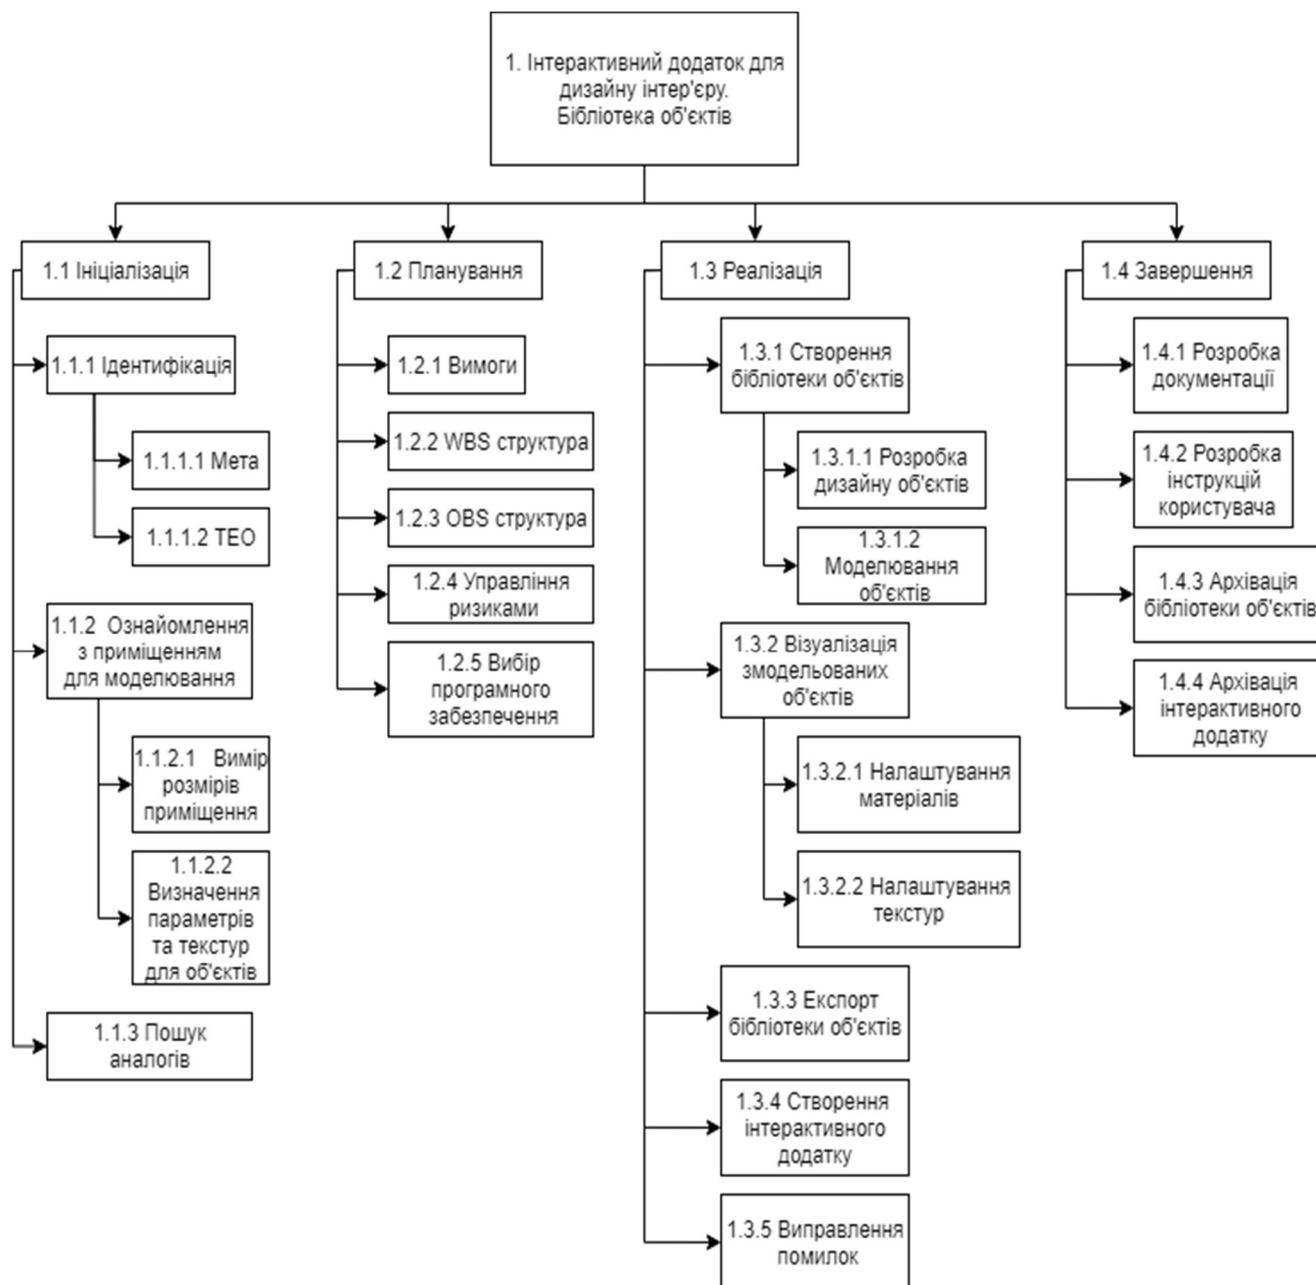 1. Інтерактивний додаток для
дизайну інтер'єру.
Бібліотека об'єктів
1.1 Ініціалізація
1.1.1 Ідентифікація
1.1.1.1 Мета
1.1.1.2 ТЕО
1.1.2 Ознайомлення
з приміщенням
для моделювання
1.1.2.1 Вимір
розмірів
приміщення
1.1.2.2
Визначення
параметрів
та текстур
для об'єктів
1.1.3 Пошук
аналогів
1.2 Планування
1.2.1 Вимоги
1.2.2 WBS структура
1.2.3 OBS структура
1.2.4 Управління
ризиками
1.2.5 Вибір
програмного
забезпечення
1.3 Реалізація
1.3.1 Створення
бібліотеки об'єктів
1.3.1.1 Розробка
дизайну об'єктів
1.3.1.2
Моделювання
об'єктів
1.3.2 Візуалізація
змодельованих
об'єктів
1.3.2.1 Налаштування
матеріалів
1.3.2.2 Налаштування
текстур
1.3.3 Експорт
бібліотеки об'єктів
1.3.4 Створення
інтерактивного
додатку
1.3.5 Виправлення
помилок
1.4 Завершення
1.4.1 Розробка
документації
1.4.2 Розробка
інструкцій
користувача
1.4.3 Архівація
бібліотеки об'єктів
1.4.4 Архівація
інтерактивного
додатку